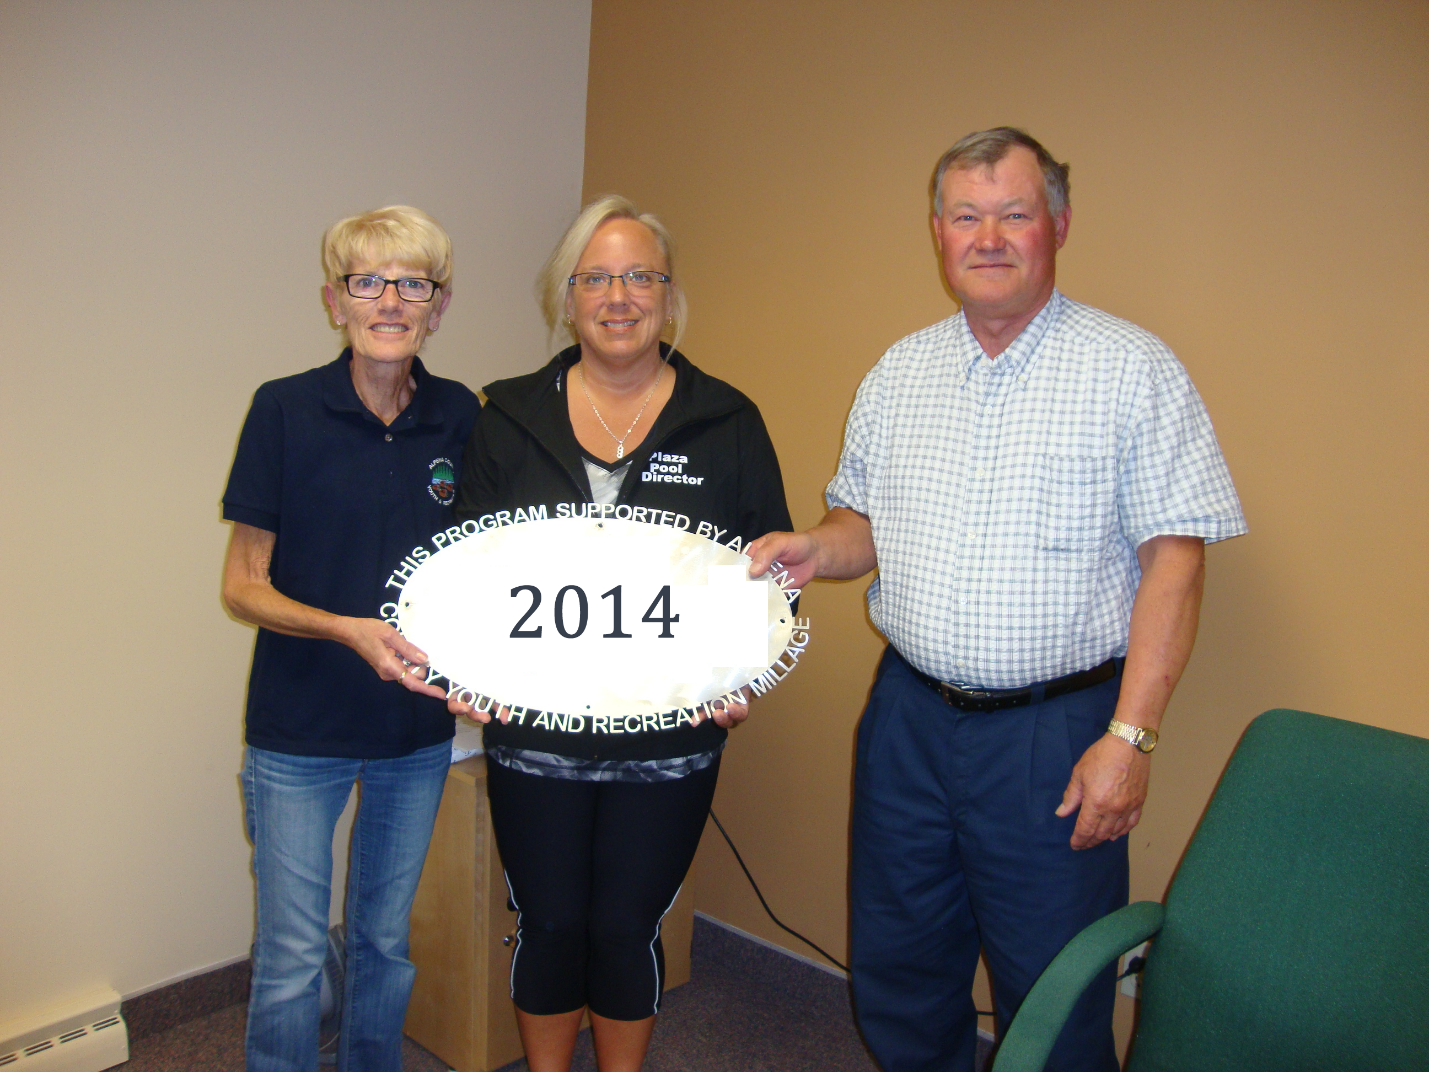 Plaza
Pool
Director
THIS PROGRAM SUPPORTED BY
YOUTH AND RECREATION MILLAGE
2014